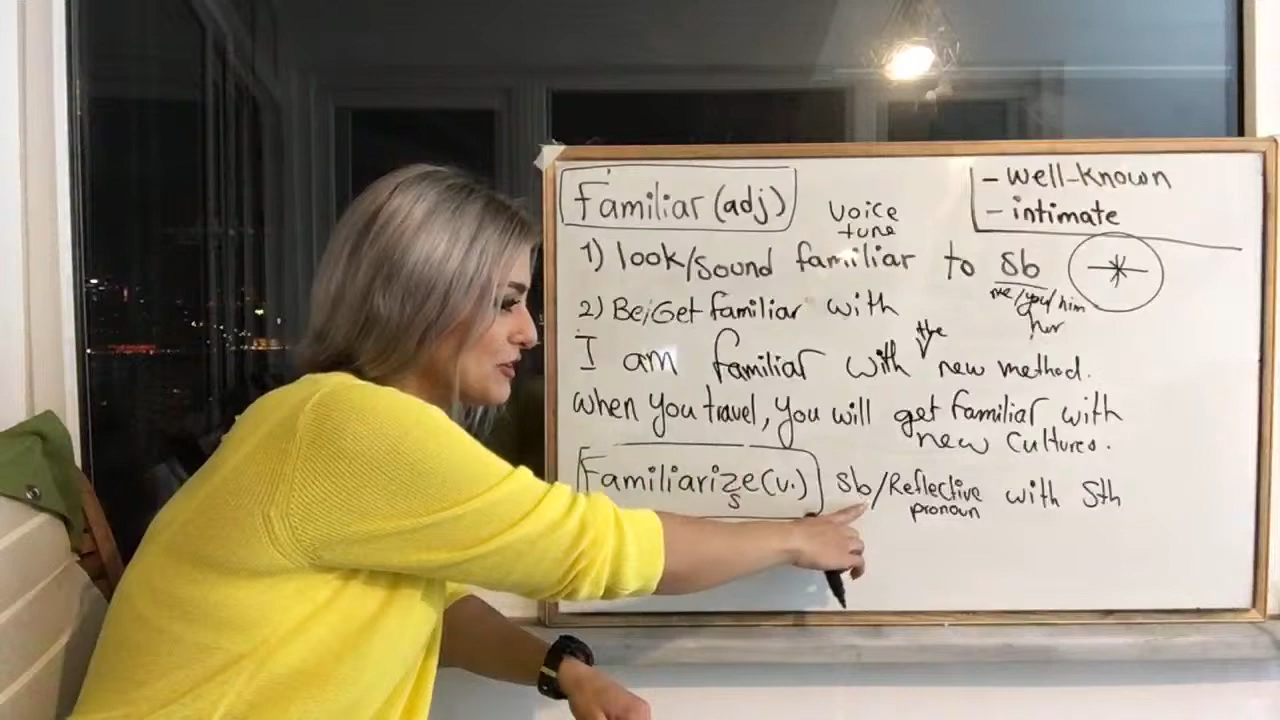 Familiar (adj)
- well-known
- intimate
voice
tune
1) look/sound familiar to sb
me/you/him
her
2) Be/Get familiar with
I am familiar with the new method.
when you travel, you will get familiar with
new cultures.
Familiarize (v.) sb/Reflective with sth
s
pronoun